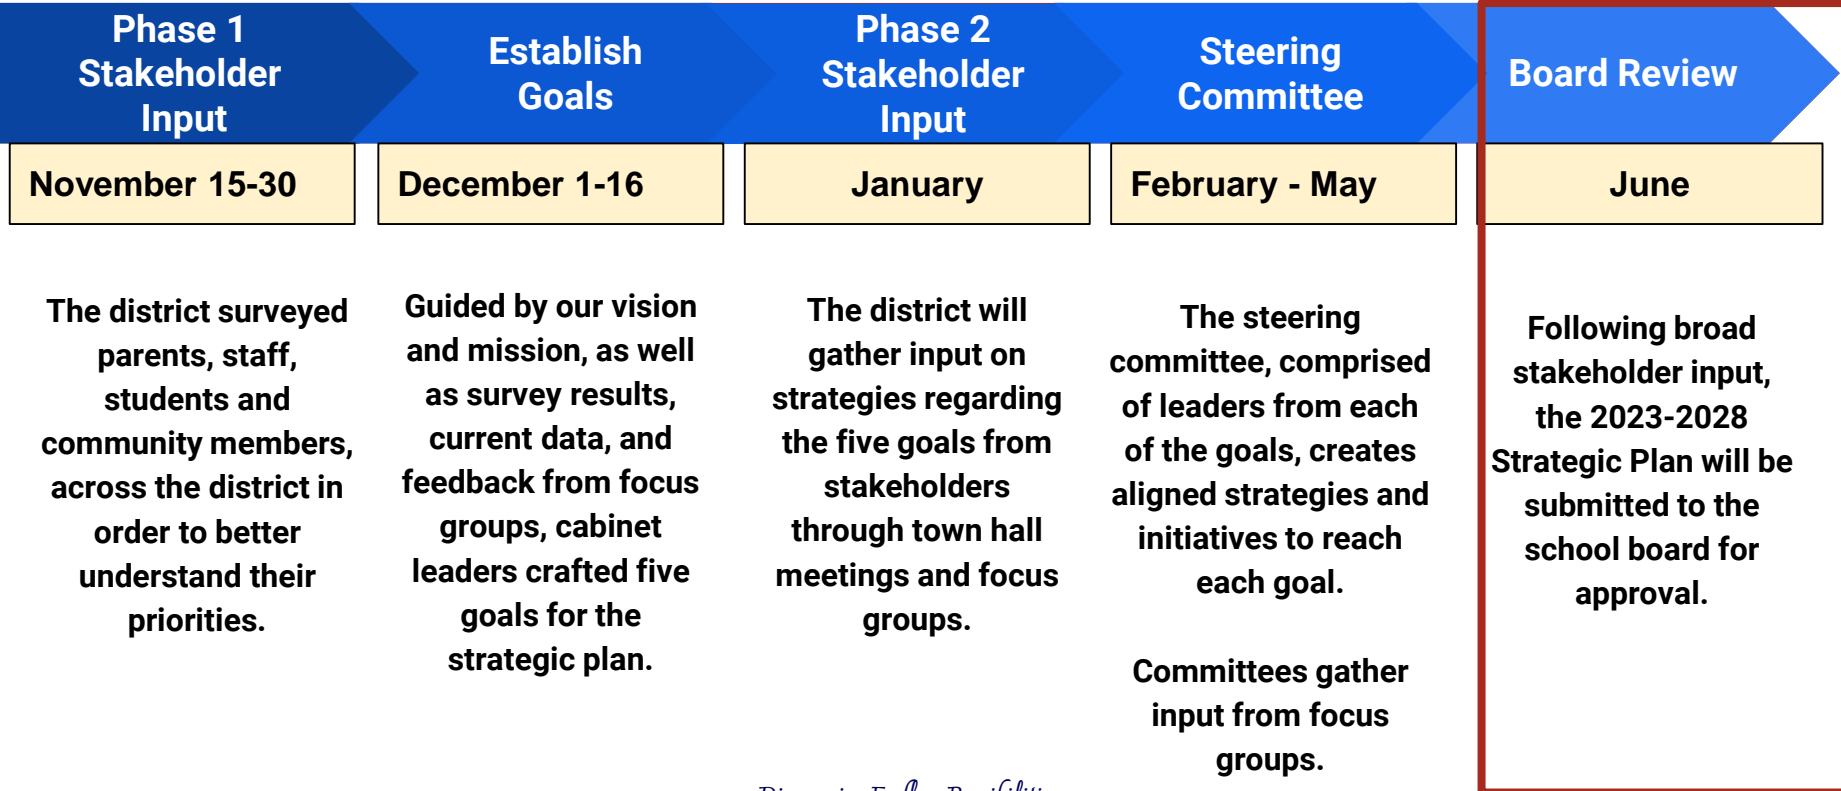 Phase 1
Stakeholder
Input
Establish
Goals
Phase 2
Stakeholder
Input
Steering
Committee
Board Review
November 15-30
December 1-16
January
February - May
June
The district surveyed
parents, staff,
students and
community members,
across the district in
order to better
understand their
priorities.
Guided by our vision
and mission, as well
as survey results,
current data, and
feedback from focus
groups, cabinet
leaders crafted five
goals for the
strategic plan.
The district will
gather input on
strategies regarding
the five goals from
stakeholders
through town hall
meetings and focus
groups.
The steering
committee, comprised
of leaders from each
of the goals, creates
aligned strategies and
initiatives to reach
each goal.
Committees gather
input from focus
groups.
Following broad
stakeholder input,
the 2023-2028
Strategic Plan will be
submitted to the
school board for
approval.